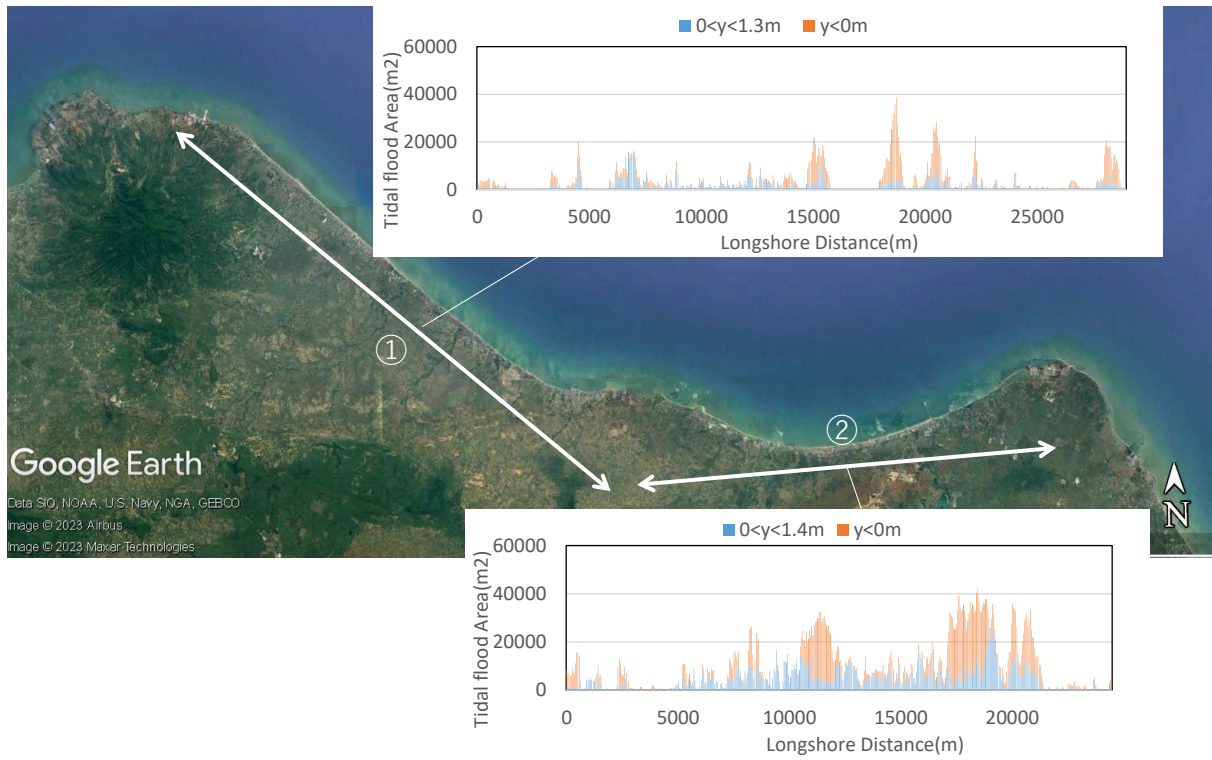 0<y<1.3m y<0m
Tidal flood Area(m2)
60000
40000
20000
0
0 5000 10000 15000 20000 25000
Longshore Distance(m)
①
②
Google Earth
Data SIO, NOAA, U.S. Navy, NGA, GEBCO
Image © 2023 Airbus
Image © 2023 Maxar Technologies
N
0<y<1.4m y<0m
Tidal flood Area(m2)
60000
40000
20000
0
0 5000 10000 15000 20000
Longshore Distance(m)